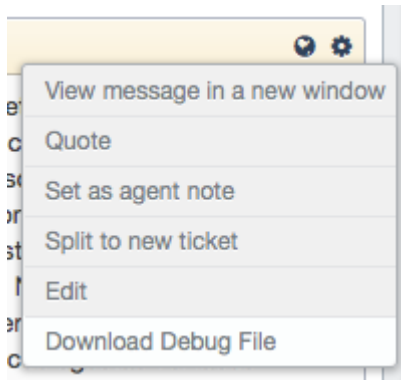 View message in a new window
Quote
Set as agent note
Split to new ticket
Edit
Download Debug File